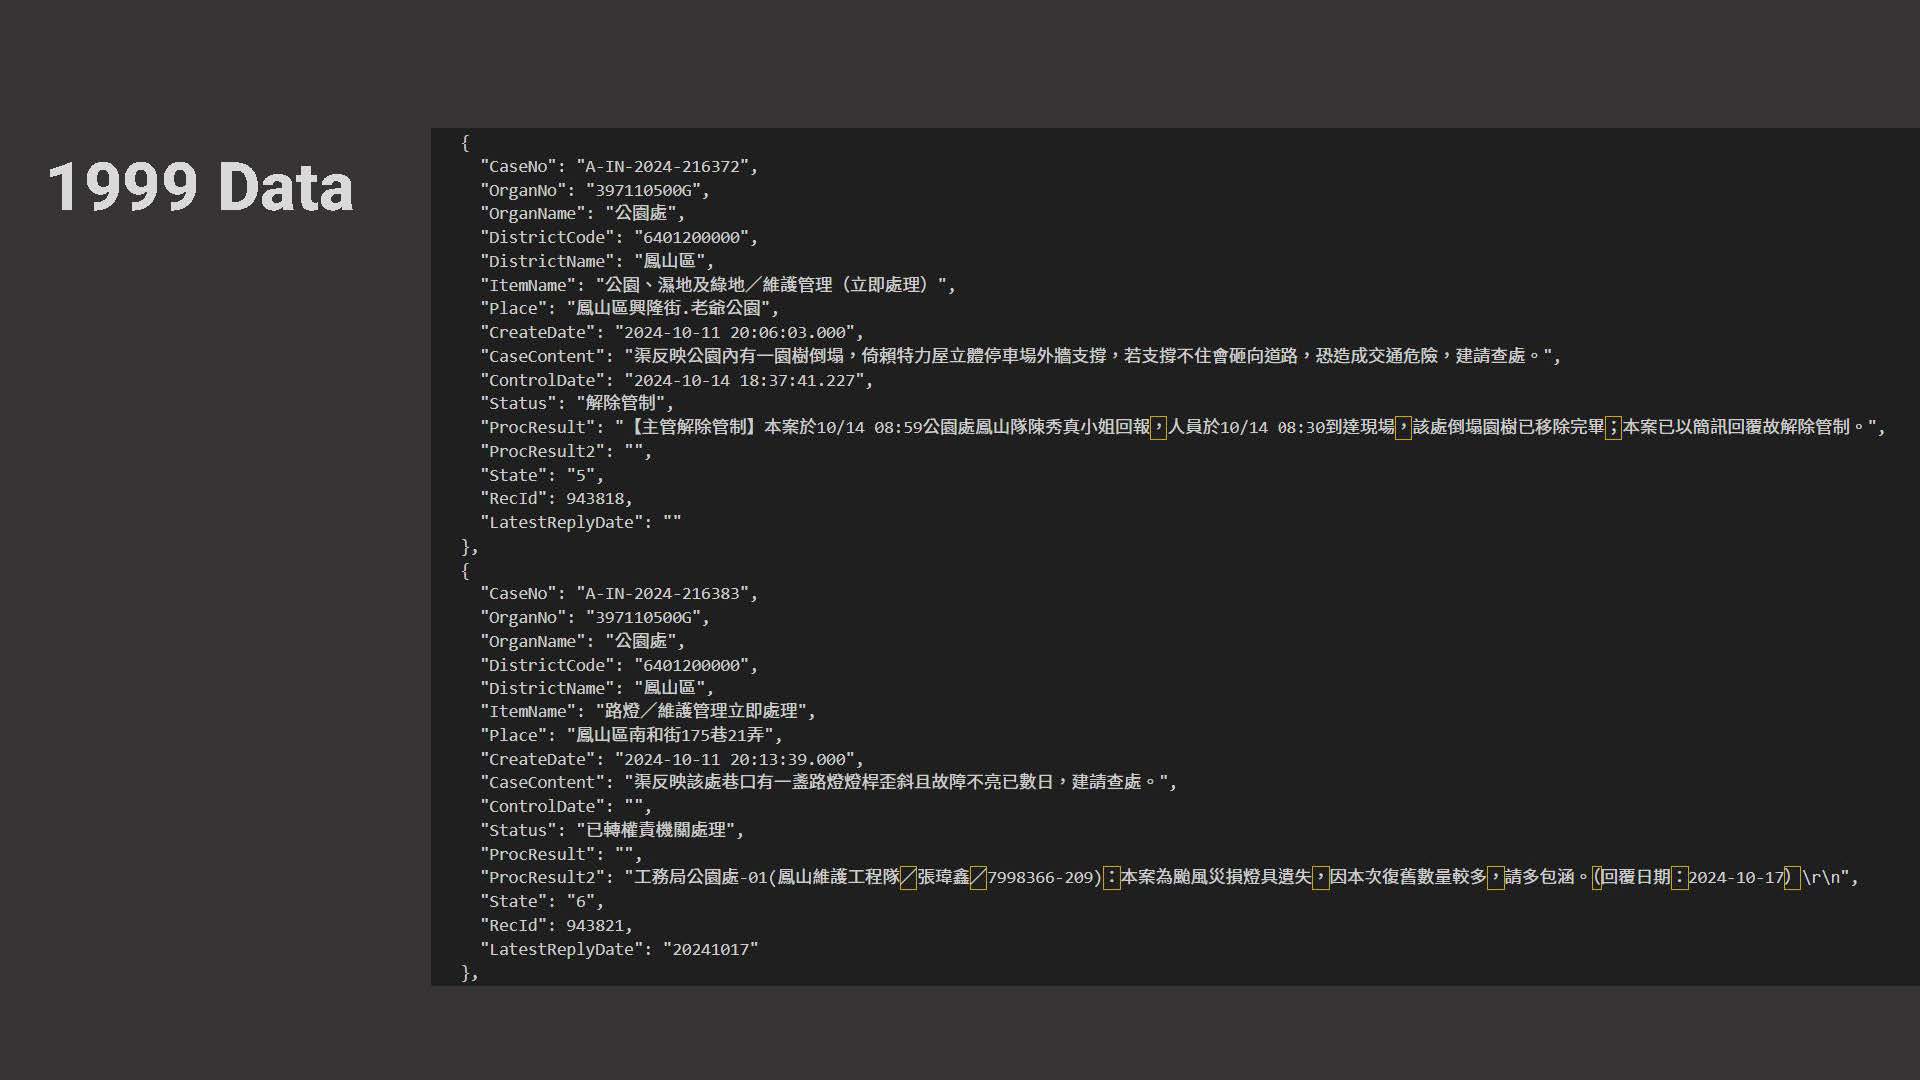 1999 Data
{
"CaseNo": "A-IN-2024-216372",
"OrganNo": "397110500G",
"OrganName": "公園處",
"DistrictCode": "6401200000",
"DistrictName": "鳳山區",
"ItemName": "公園、濕地及綠地／維護管理（立即處理）",
"Place": "鳳山區興隆街.老爺公園",
"CreateDate": "2024-10-11 20:06:03.000",
"CaseContent": "渠反映公園內有一園樹倒塌，倚賴特力屋立體停車場外牆支撐，若支撐不住會砸向道路，恐造成交通危險，建請查處。",
"ControlDate": "2024-10-14 18:37:41.227",
"Status": "解除管制",
"ProcResult": "【主管解除管制】本案於10/14 08:59公園處鳳山隊陳秀真小姐回報，人員於10/14 08:30到達現場，該處倒塌園樹已移除完畢；本案已以簡訊回覆故解除管制。",
"ProcResult2": "",
"State": "5",
"RecId": 943818,
"LatestReplyDate": ""
},
{
"CaseNo": "A-IN-2024-216383",
"OrganNo": "397110500G",
"OrganName": "公園處",
"DistrictCode": "6401200000",
"DistrictName": "鳳山區",
"ItemName": "路燈／維護管理立即處理",
"Place": "鳳山區南和街175巷21弄",
"CreateDate": "2024-10-11 20:13:39.000",
"CaseContent": "渠反映該處巷口有一盞路燈燈桿歪斜且故障不亮已數日，建請查處。",
"ControlDate": "",
"Status": "已轉權責機關處理",
"ProcResult": "",
"ProcResult2": "工務局公園處-01(鳳山維護工程隊／張瑋鑫／7998366-209)：本案為颱風災損燈具遺失，因本次復舊數量較多，請多包涵。（回覆日期：2024-10-17）\r\n",
"State": "6",
"RecId": 943821,
"LatestReplyDate": "20241017"
},